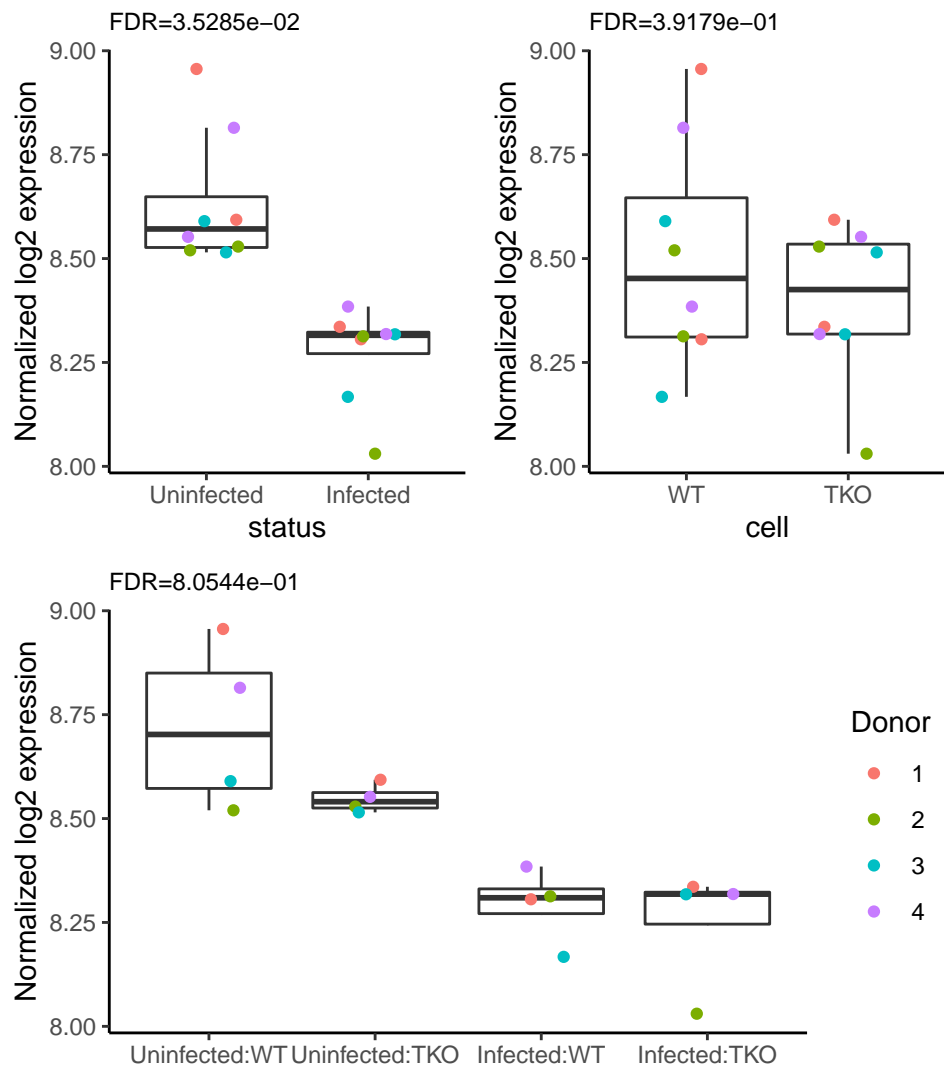 FDR=3.5285e−02
Normalized log2 expression
9.00
8.75
8.50
8.25
8.00
Uninfected Infected
status
FDR=3.9179e−01
Normalized log2 expression
9.00
8.75
8.50
8.25
8.00
WT TKO
cell
FDR=8.0544e−01
Normalized log2 expression
9.00
8.75
8.50
8.25
8.00
Uninfected:WT Uninfected:TKO Infected:WT Infected:TKO
Donor
1
2
3
4